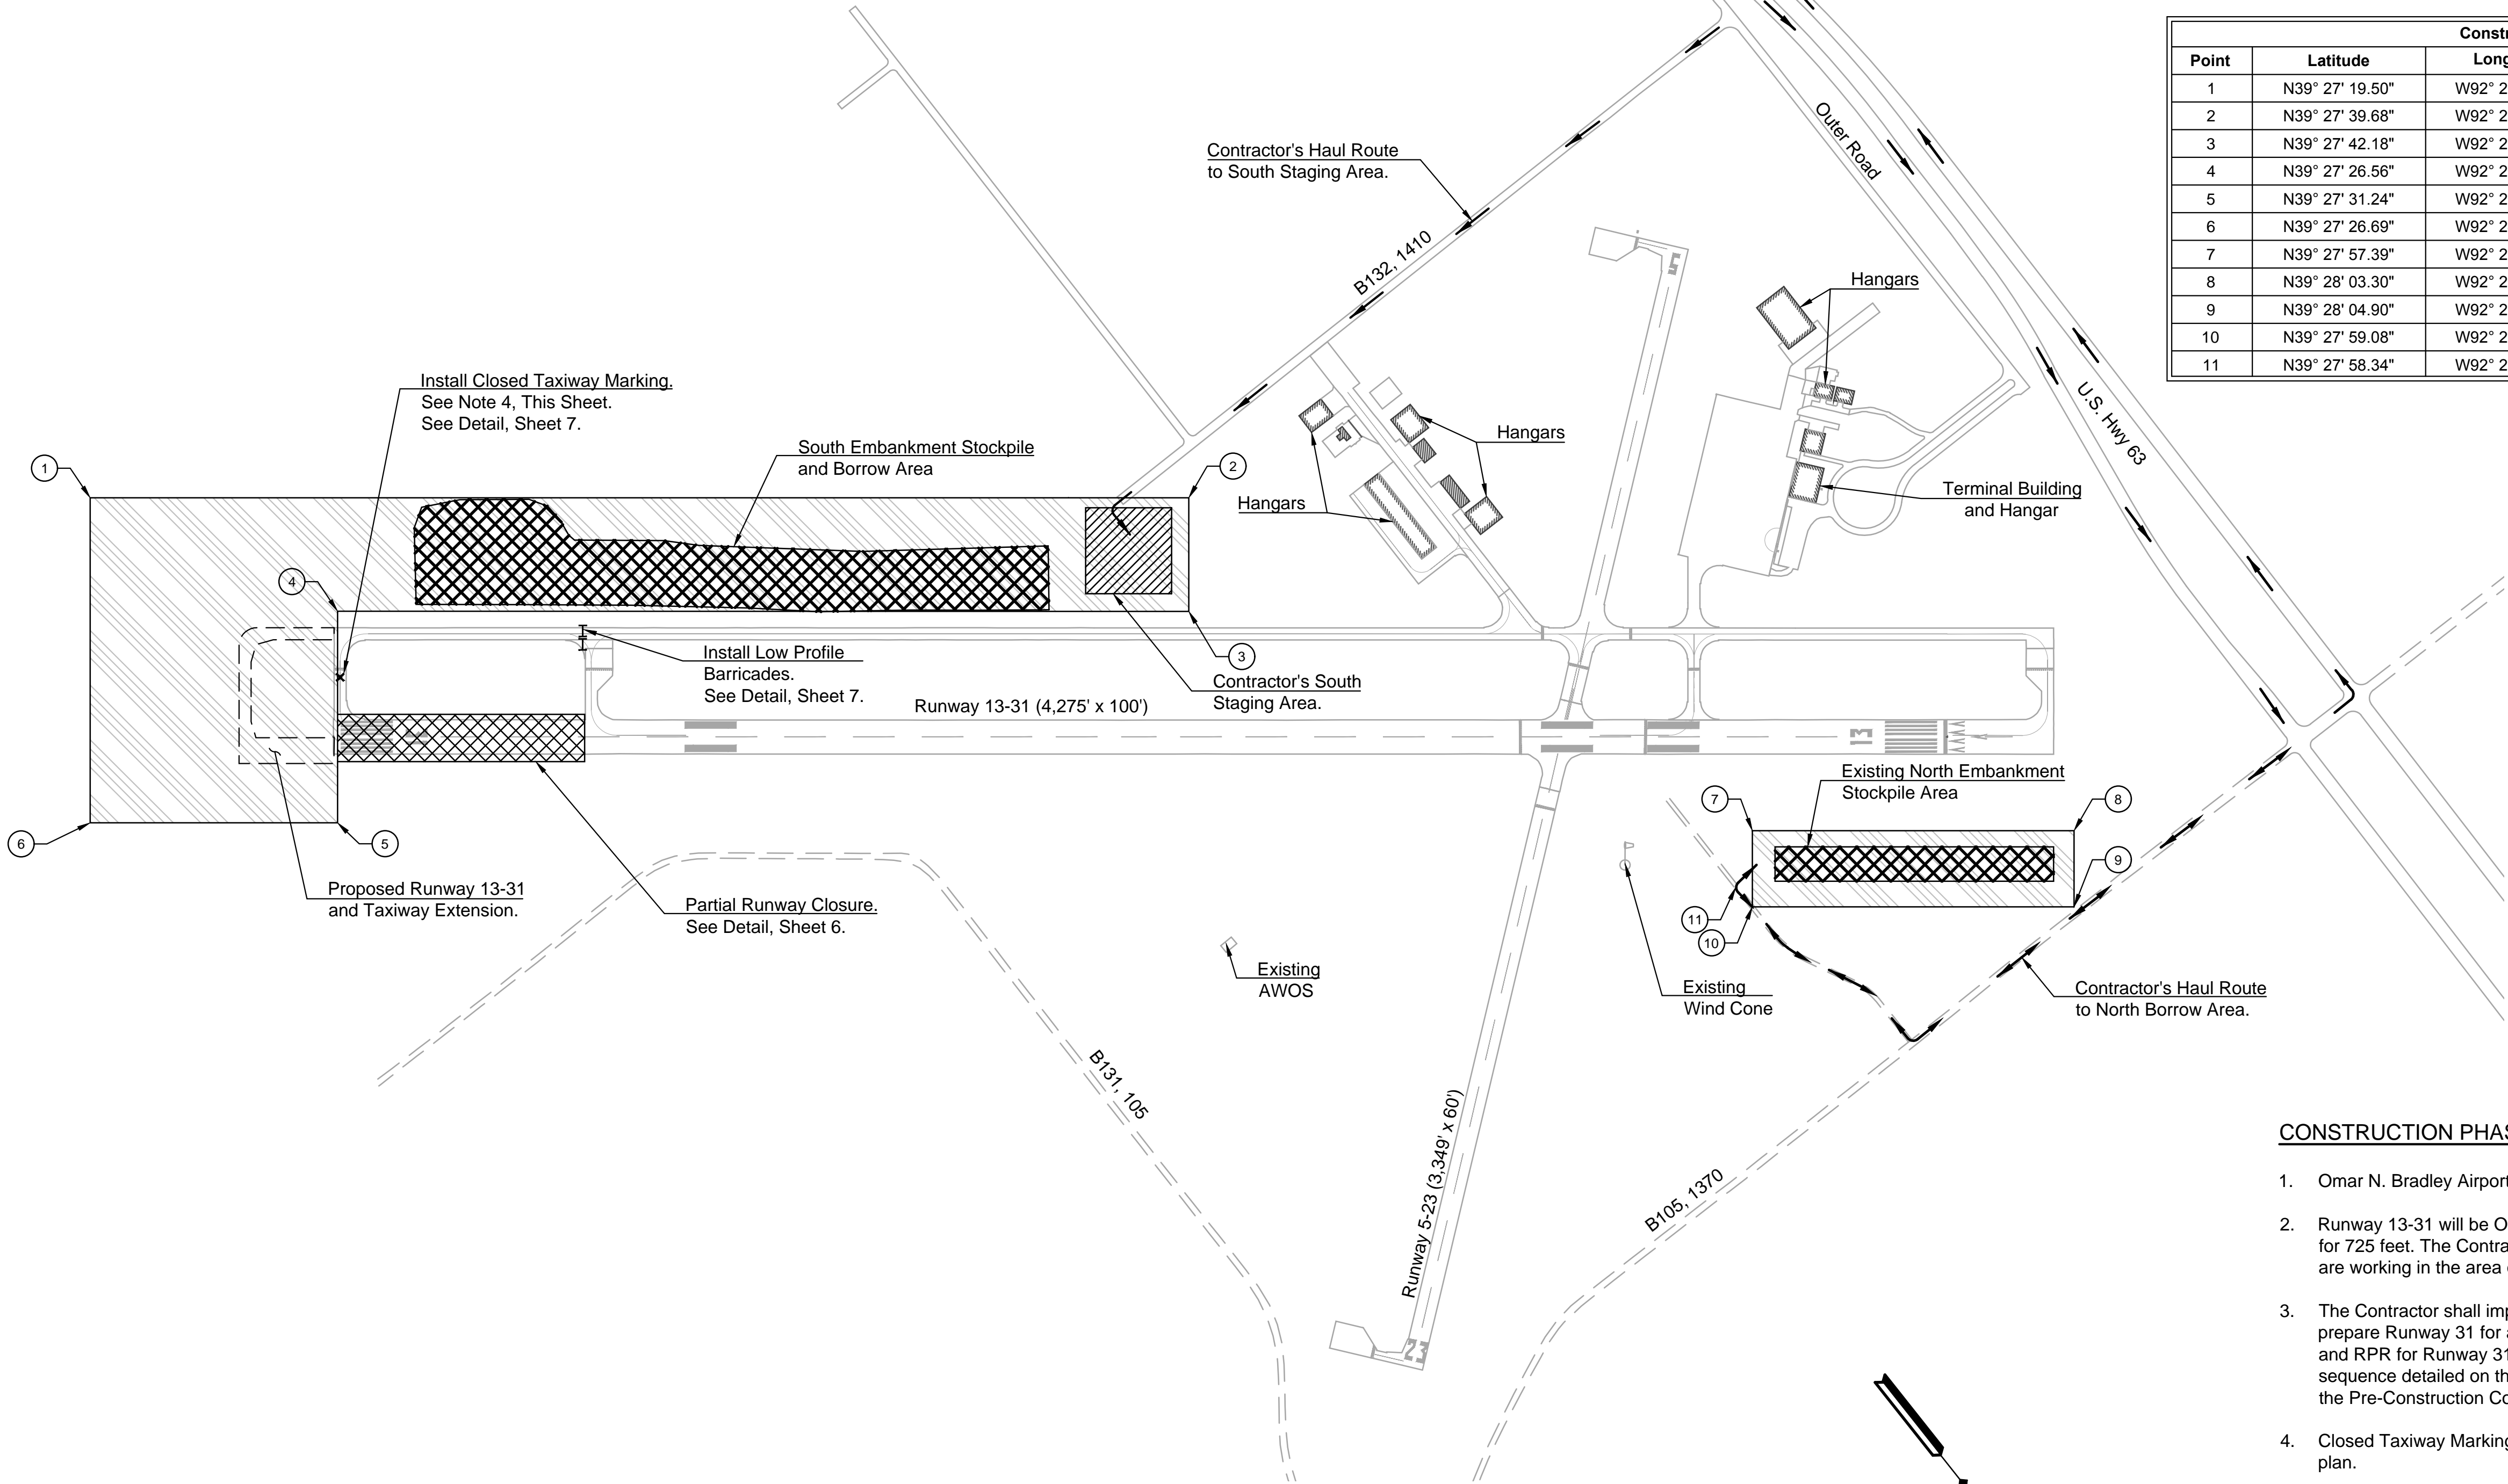 Constr
Point Latitude Long
1 N39° 27' 19.50" W92° 2
2 N39° 27' 39.68" W92° 2
3 N39° 27' 42.18" W92° 2
4 N39° 27' 26.56" W92° 2
5 N39° 27' 31.24" W92° 2
6 N39° 27' 26.69" W92° 2
7 N39° 27' 57.39" W92° 2
8 N39° 28' 03.30" W92° 2
9 N39° 28' 04.90" W92° 2
10 N39° 27' 59.08" W92° 2
11 N39° 27' 58.34" W92° 2
Outer Road
Contractor's Haul Route
to South Staging Area.
B132, 1410
5
Hangars
U.S. Hwy 63
Install Closed Taxiway Marking.
See Note 4, This Sheet.
See Detail, Sheet 7.
South Embankment Stockpile
and Borrow Area
Hangars
Hangars
Terminal Building
and Hangar
1
2
4
3
Install Low Profile
Barricades.
See Detail, Sheet 7.
Contractor's South
Staging Area.
Runway 13-31 (4,275' x 100')
13
Existing North Embankment
Stockpile Area
7
8
6
5
9
Proposed Runway 13-31
and Taxiway Extension.
Partial Runway Closure.
See Detail, Sheet 6.
11
10
Existing
AWOS
Existing
Wind Cone
Contractor's Haul Route
to North Borrow Area.
B131, 105
Runway 5-23 (3,349' x 60')
B105, 1370
23
CONSTRUCTION PHAS
1. Omar N. Bradley Airport
2. Runway 13-31 will be O
for 725 feet. The Contra
are working in the area
3. The Contractor shall imp
prepare Runway 31 for a
and RPR for Runway 31
sequence detailed on th
the Pre-Construction Co
4. Closed Taxiway Marking
plan.